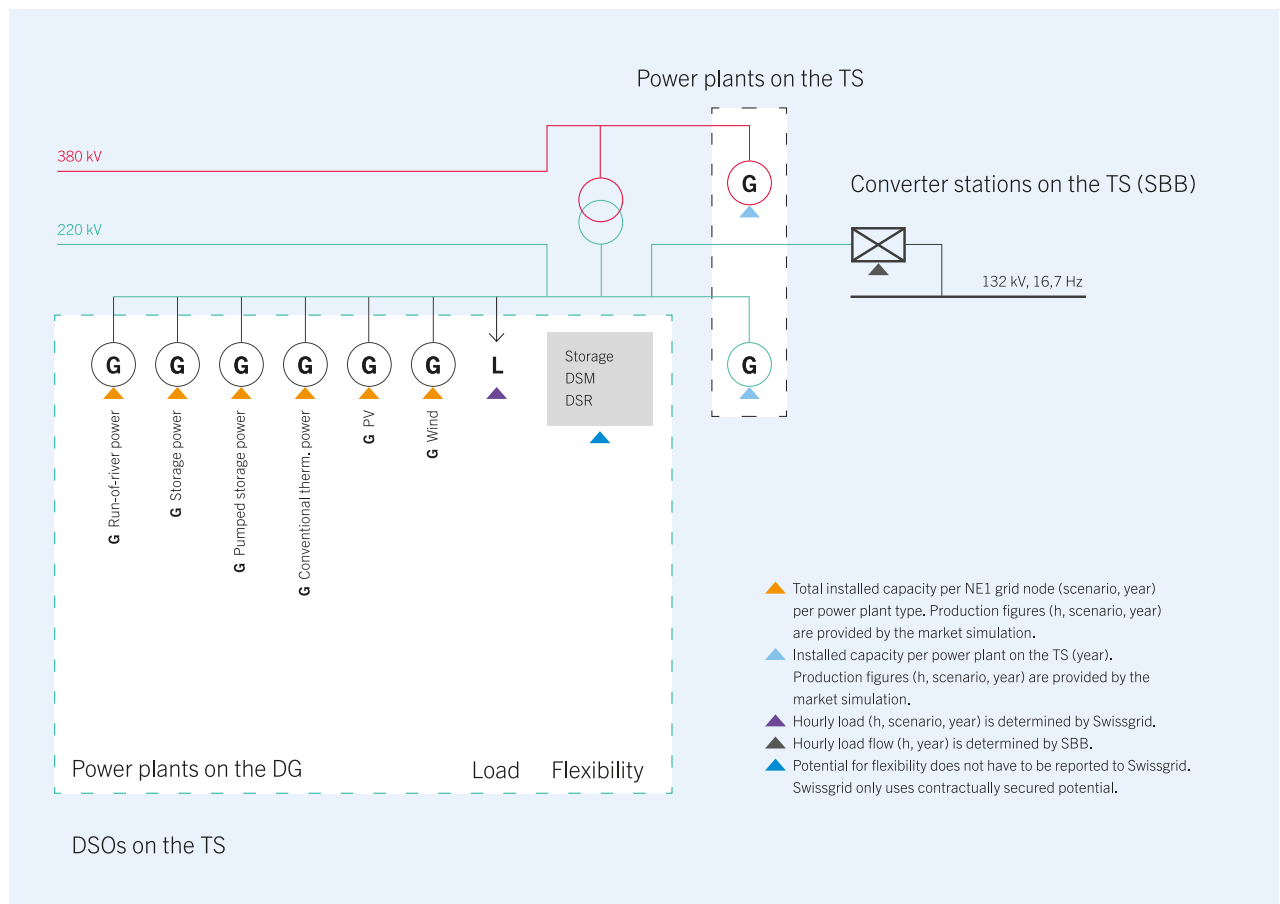 Power plants on the TS
380 kV
G
Converter stations on the TS (SBB)
220 kV
132 kV, 16,7 Hz
G
G
G
G
G
G
L
Storage
DSM
DSR
G
G Run-of-river power
G Storage power
G Pumped storage power
G Conventional therm. power
G PV
G Wind
Total installed capacity per NE1 grid node (scenario, year)
per power plant type. Production figures (h, scenario, year)
are provided by the market simulation.
Installed capacity per power plant on the TS (year).
Production figures (h, scenario, year) are provided by the
market simulation.
Hourly load (h, scenario, year) is determined by Swissgrid.
Hourly load flow (h, year) is determined by SBB.
Potential for flexibility does not have to be reported to Swissgrid.
Swissgrid only uses contractually secured potential.
Power plants on the DG
Load
Flexibility
DSOs on the TS